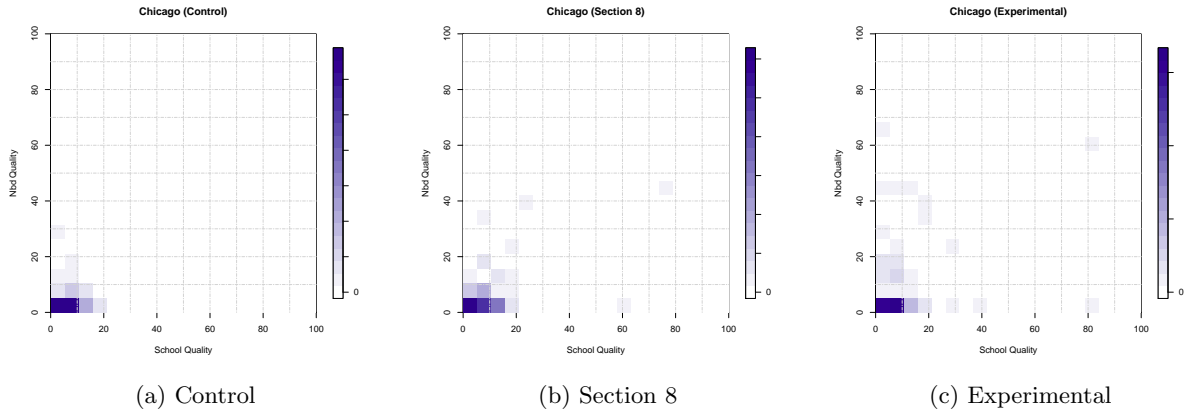 Chicago (Control)
100
80
60
40
20
0
Nbd Quality
0 20 40 60 80 100
School Quality
0
(a) Control
Chicago (Section 8)
100
80
60
40
20
0
Nbd Quality
0 20 40 60 80 100
School Quality
0
(b) Section 8
Chicago (Experimental)
100
80
60
40
20
0
Nbd Quality
0 20 40 60 80 100
School Quality
0
(c) Experimental